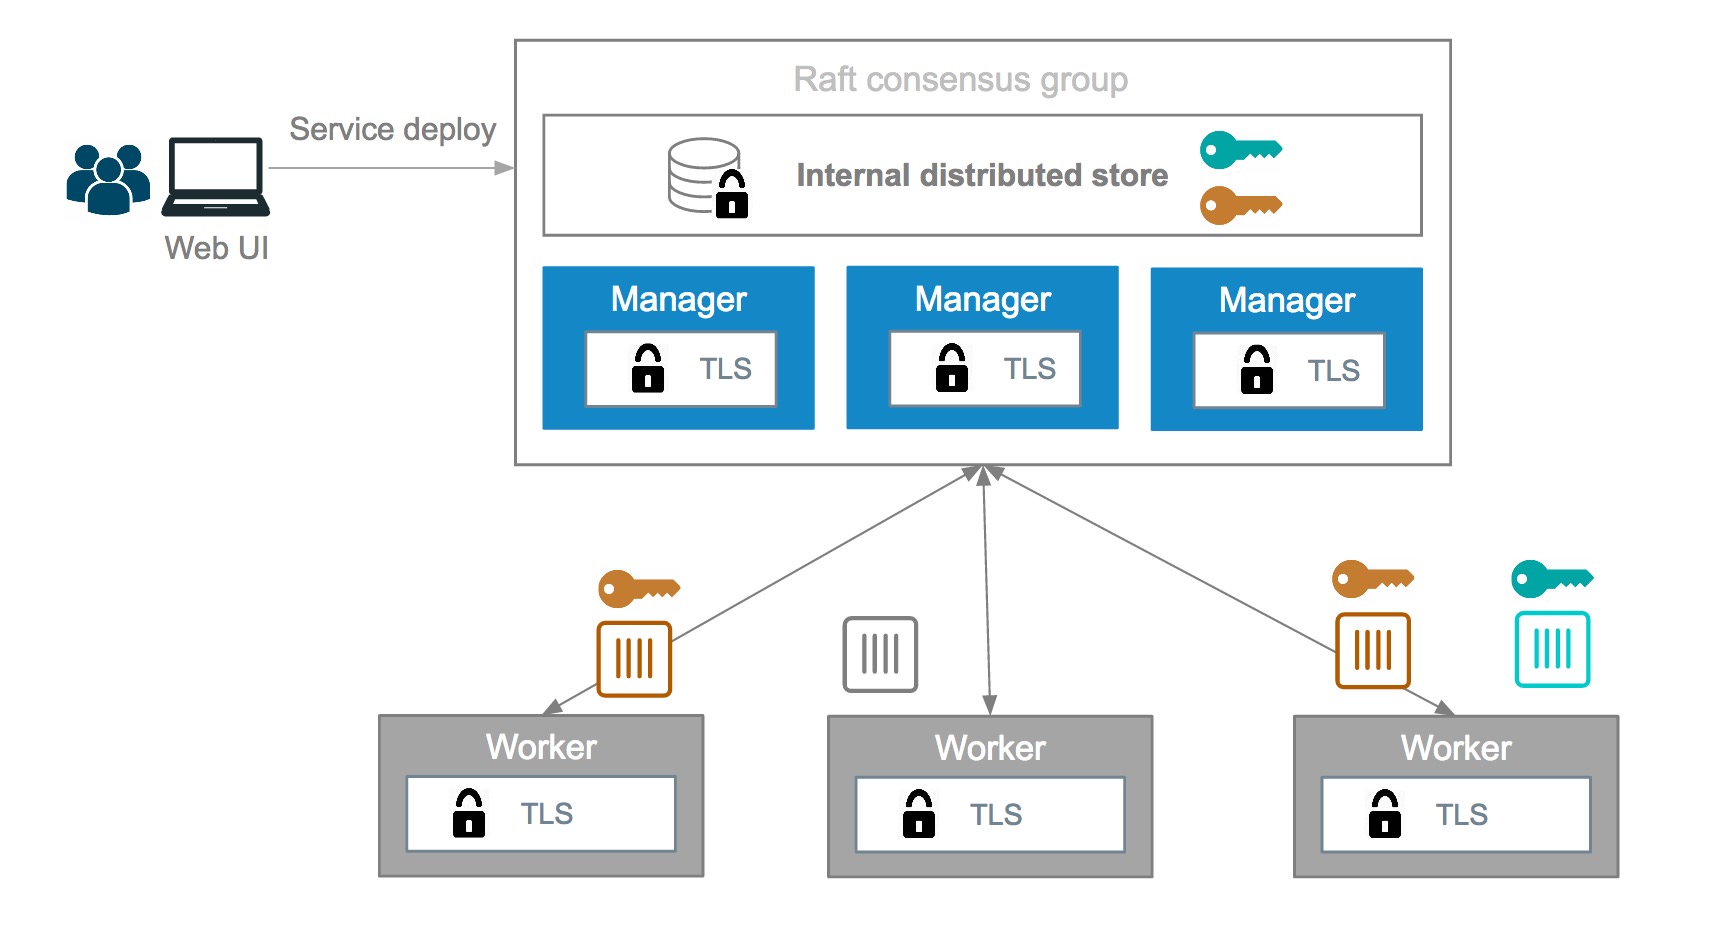 Raft consensus group
Service deploy
Internal distributed store
Web UI
Manager
Manager
Manager
TLS
TLS
TLS
Worker
Worker
Worker
TLS
TLS
TLS